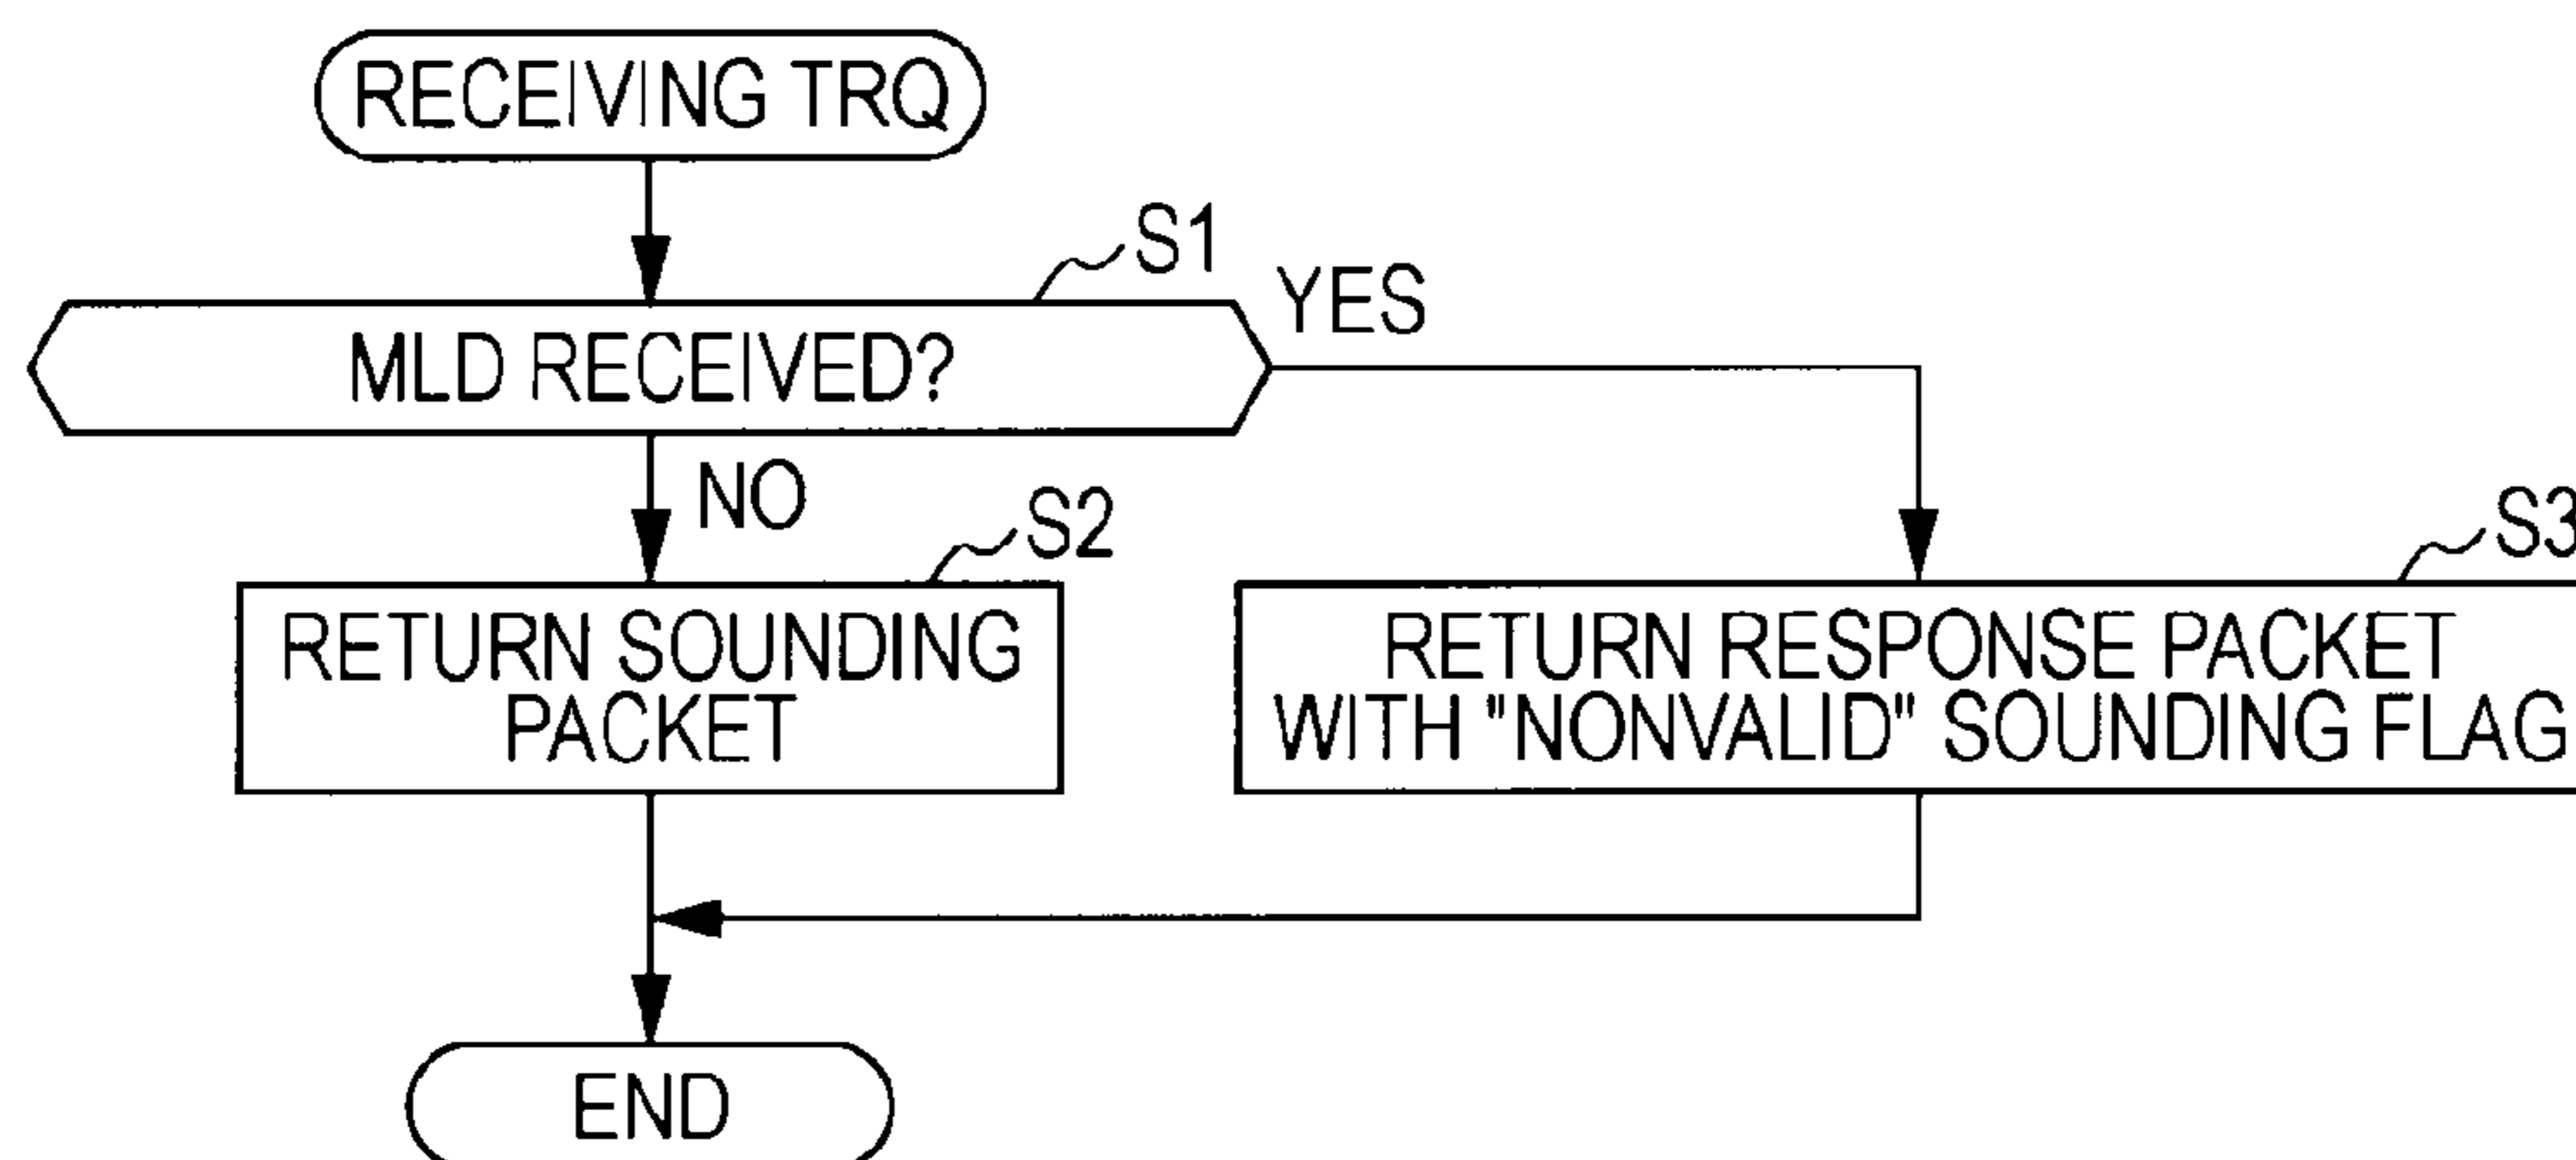 RECEIVING TRQ
S1
MLD RECEIVED?
YES
NO
S2
RETURN SOUNDING
PACKET
S3
RETURN RESPONSE PACKET
WITH "NONVALID" SOUNDING FLAG
END